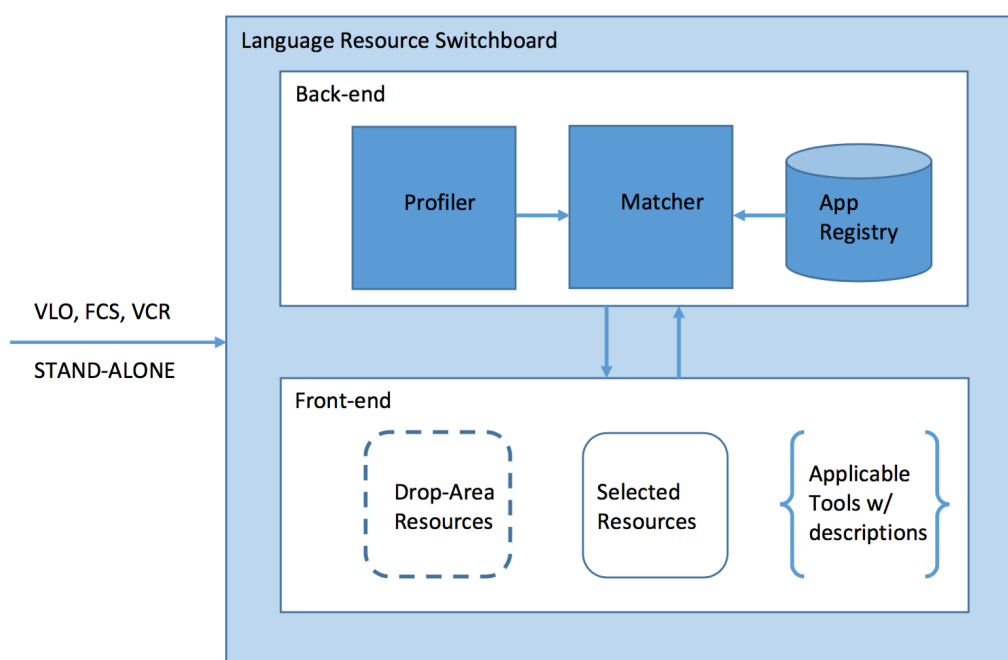 Language Resource Switchboard
Back-end
Profiler
Matcher
App
Registry
VLO, FCS, VCR
STAND-ALONE
Front-end
Drop-Area
Resources
Selected
Resources
Applicable
Tools w/
descriptions